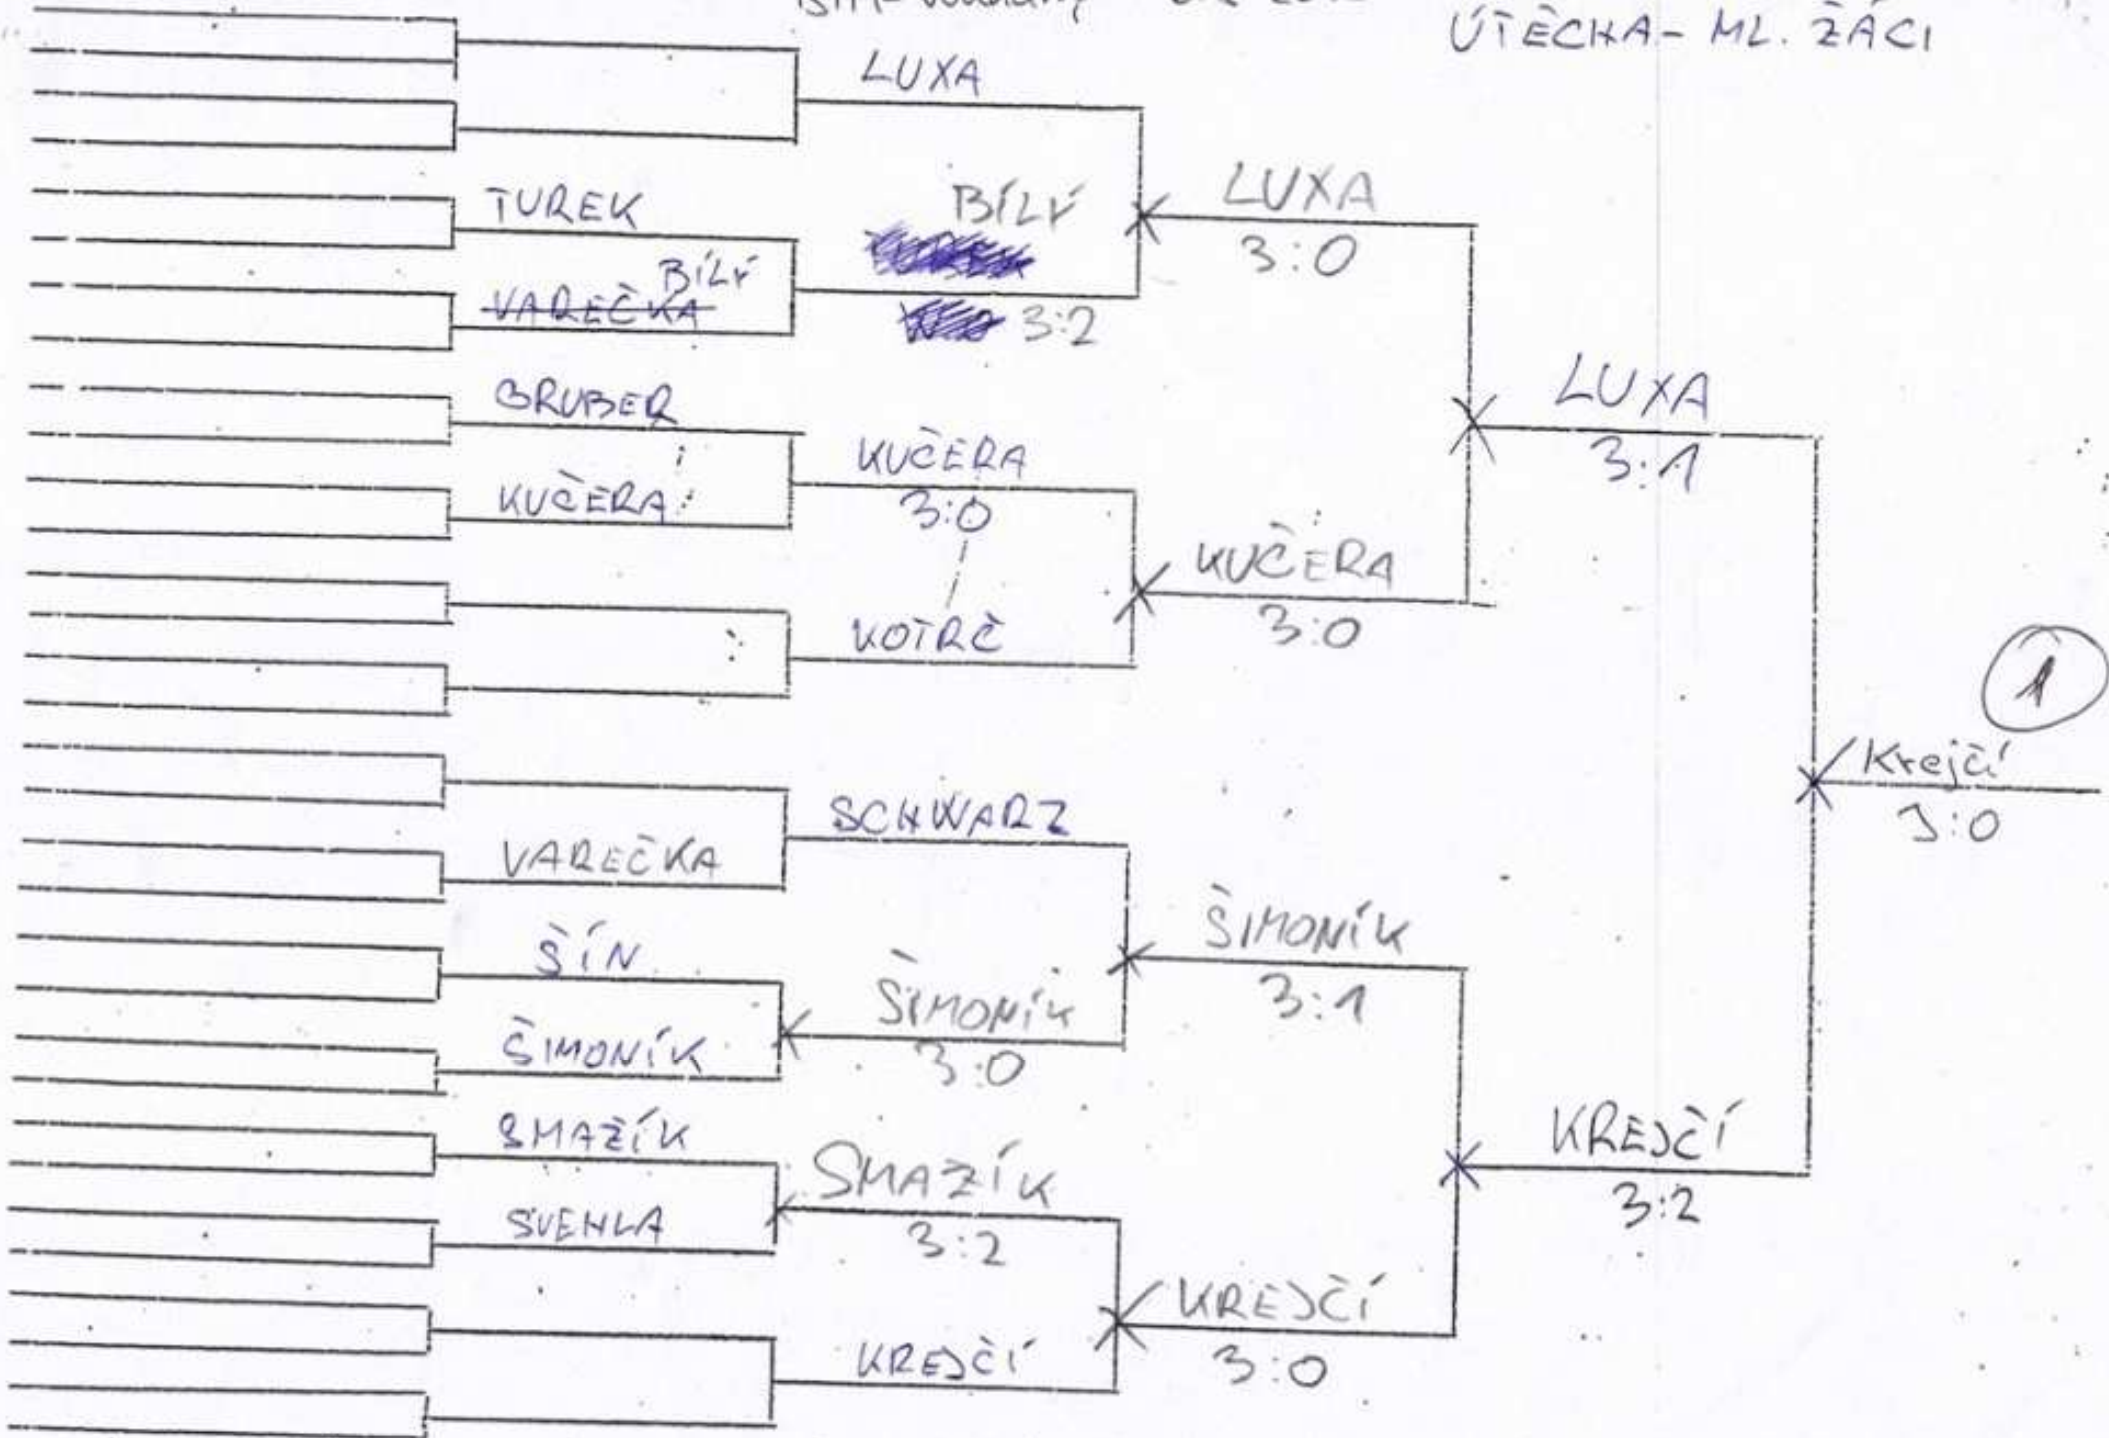 ÚTĚCHA - ML. ŽÁCI
LUXA
TUREK
BÍLÝ
VAREČKA
BÍLÝ
3:2
LUXA
3:0
GRUBER
KUČERA
KUČERA
3:0
KOTRČ
KUČERA
3:0
LUXA
3:1
1
Krejčí
3:0
SCHWARZ
VAREČKA
ŠÍN
ŠIMONÍK
ŠIMONÍK
3:0
ŠIMONÍK
3:1
SMAZÍK
SVEHLA
SMAZÍK
3:2
KREJČÍ
KREJČÍ
3:0
KREJČÍ
3:2